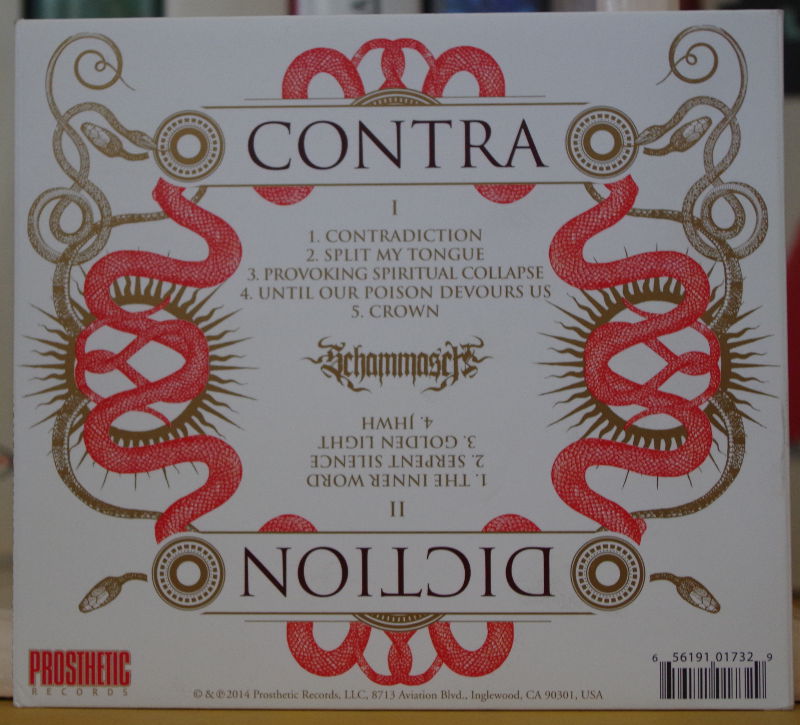 CONTRA
I
1. CONTRADICTION
2. SPLIT MY TONGUE
3. PROVOKING SPIRITUAL COLLAPSE
4. UNTIL OUR POISON DEVOURS US
5. CROWN
Schammasch
DICTION
II
1. THE INNER WORD
2. SERPENT SILENCE
3. GOLDEN LIGHT
4. JHWH
PROSTHETIC
RECORDS
© & ℗ 2014 Prosthetic Records, LLC, 8713 Aviation Blvd., Inglewood, CA 90301, USA
6 56191 01732 9